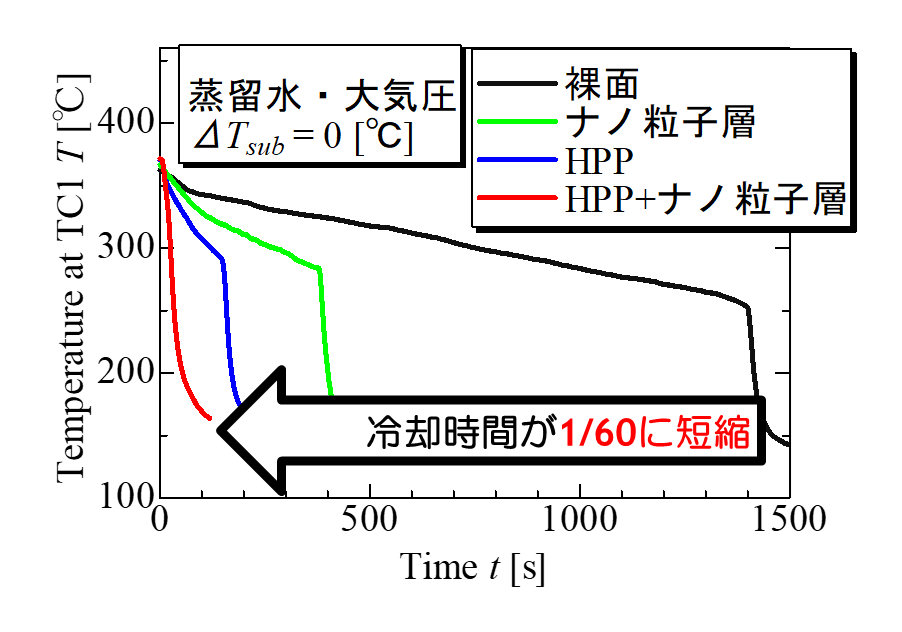 蒸留水・大気圧
ΔTsub = 0 [℃]
裸面
ナノ粒子層
HPP
HPP+ナノ粒子層
Temperature at TC1 T [℃]
400
300
200
100
冷却時間が1/60に短縮
0 500 1000 1500
Time t [s]